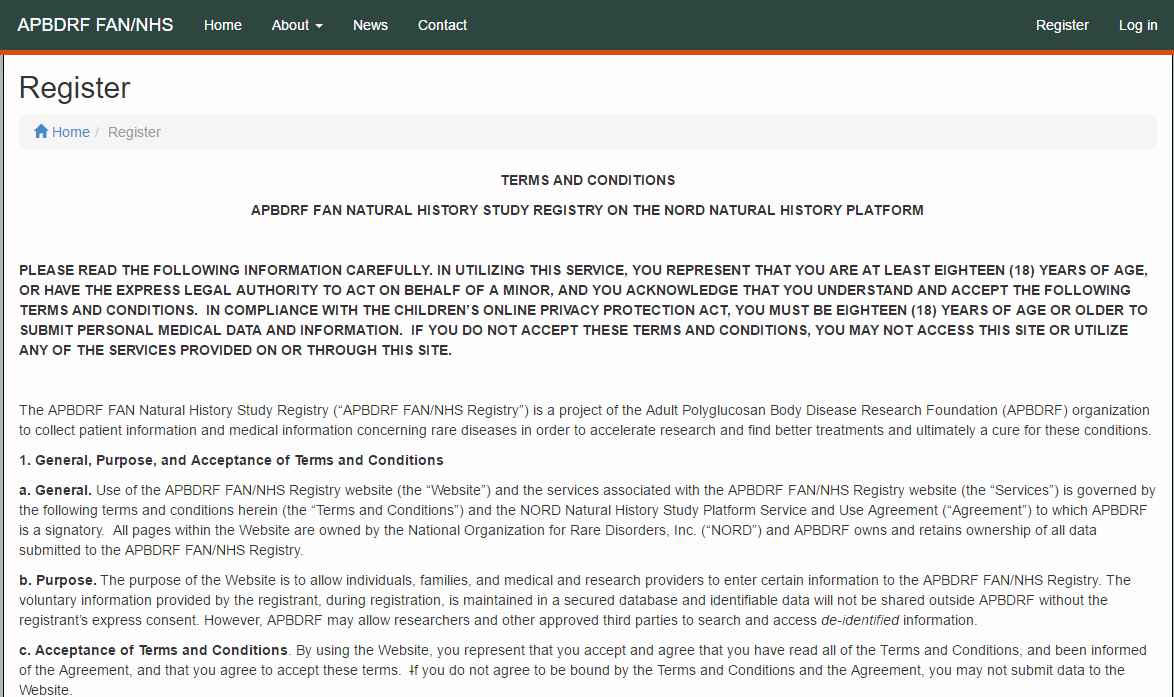 APBDRF FAN/NHS Home About News Contact Register Log in
Register
Home / Register
TERMS AND CONDITIONS
APBDRF FAN NATURAL HISTORY STUDY REGISTRY ON THE NORD NATURAL HISTORY PLATFORM
PLEASE READ THE FOLLOWING INFORMATION CAREFULLY. IN UTILIZING THIS SERVICE, YOU REPRESENT THAT YOU ARE AT LEAST EIGHTEEN (18) YEARS OF AGE,
OR HAVE THE EXPRESS LEGAL AUTHORITY TO ACT ON BEHALF OF A MINOR, AND YOU ACKNOWLEDGE THAT YOU UNDERSTAND AND ACCEPT THE FOLLOWING
TERMS AND CONDITIONS.  IN COMPLIANCE WITH THE CHILDREN’S ONLINE PRIVACY PROTECTION ACT, YOU MUST BE EIGHTEEN (18) YEARS OF AGE OR OLDER TO
SUBMIT PERSONAL MEDICAL DATA AND INFORMATION.  IF YOU DO NOT ACCEPT THESE TERMS AND CONDITIONS, YOU MAY NOT ACCESS THIS SITE OR UTILIZE
ANY OF THE SERVICES PROVIDED ON OR THROUGH THIS SITE.
The APBDRF FAN Natural History Study Registry (“APBDRF FAN/NHS Registry”) is a project of the Adult Polyglucosan Body Disease Research Foundation (APBDRF) organization
to collect patient information and medical information concerning rare diseases in order to accelerate research and find better treatments and ultimately a cure for these conditions.
1. General, Purpose, and Acceptance of Terms and Conditions
a. General. Use of the APBDRF FAN/NHS Registry website (the “Website”) and the services associated with the APBDRF FAN/NHS Registry website (the “Services”) is governed by
the following terms and conditions herein (the “Terms and Conditions”) and the NORD Natural History Study Platform Service and Use Agreement (“Agreement”) to which APBDRF
is a signatory.  All pages within the Website are owned by the National Organization for Rare Disorders, Inc. (“NORD”) and APBDRF owns and retains ownership of all data
submitted to the APBDRF FAN/NHS Registry.
b. Purpose. The purpose of the Website is to allow individuals, families, and medical and research providers to enter certain information to the APBDRF FAN/NHS Registry. The
voluntary information provided by the registrant, during registration, is maintained in a secured database and identifiable data will not be shared outside APBDRF without the
registrant’s express consent. However, APBDRF may allow researchers and other approved third parties to search and access de-identified information.
c. Acceptance of Terms and Conditions. By using the Website, you represent that you accept and agree that you have read all of the Terms and Conditions, and been informed
of the Agreement, and that you agree to accept these terms.  If you do not agree to be bound by the Terms and Conditions and the Agreement, you may not submit data to the
Website.